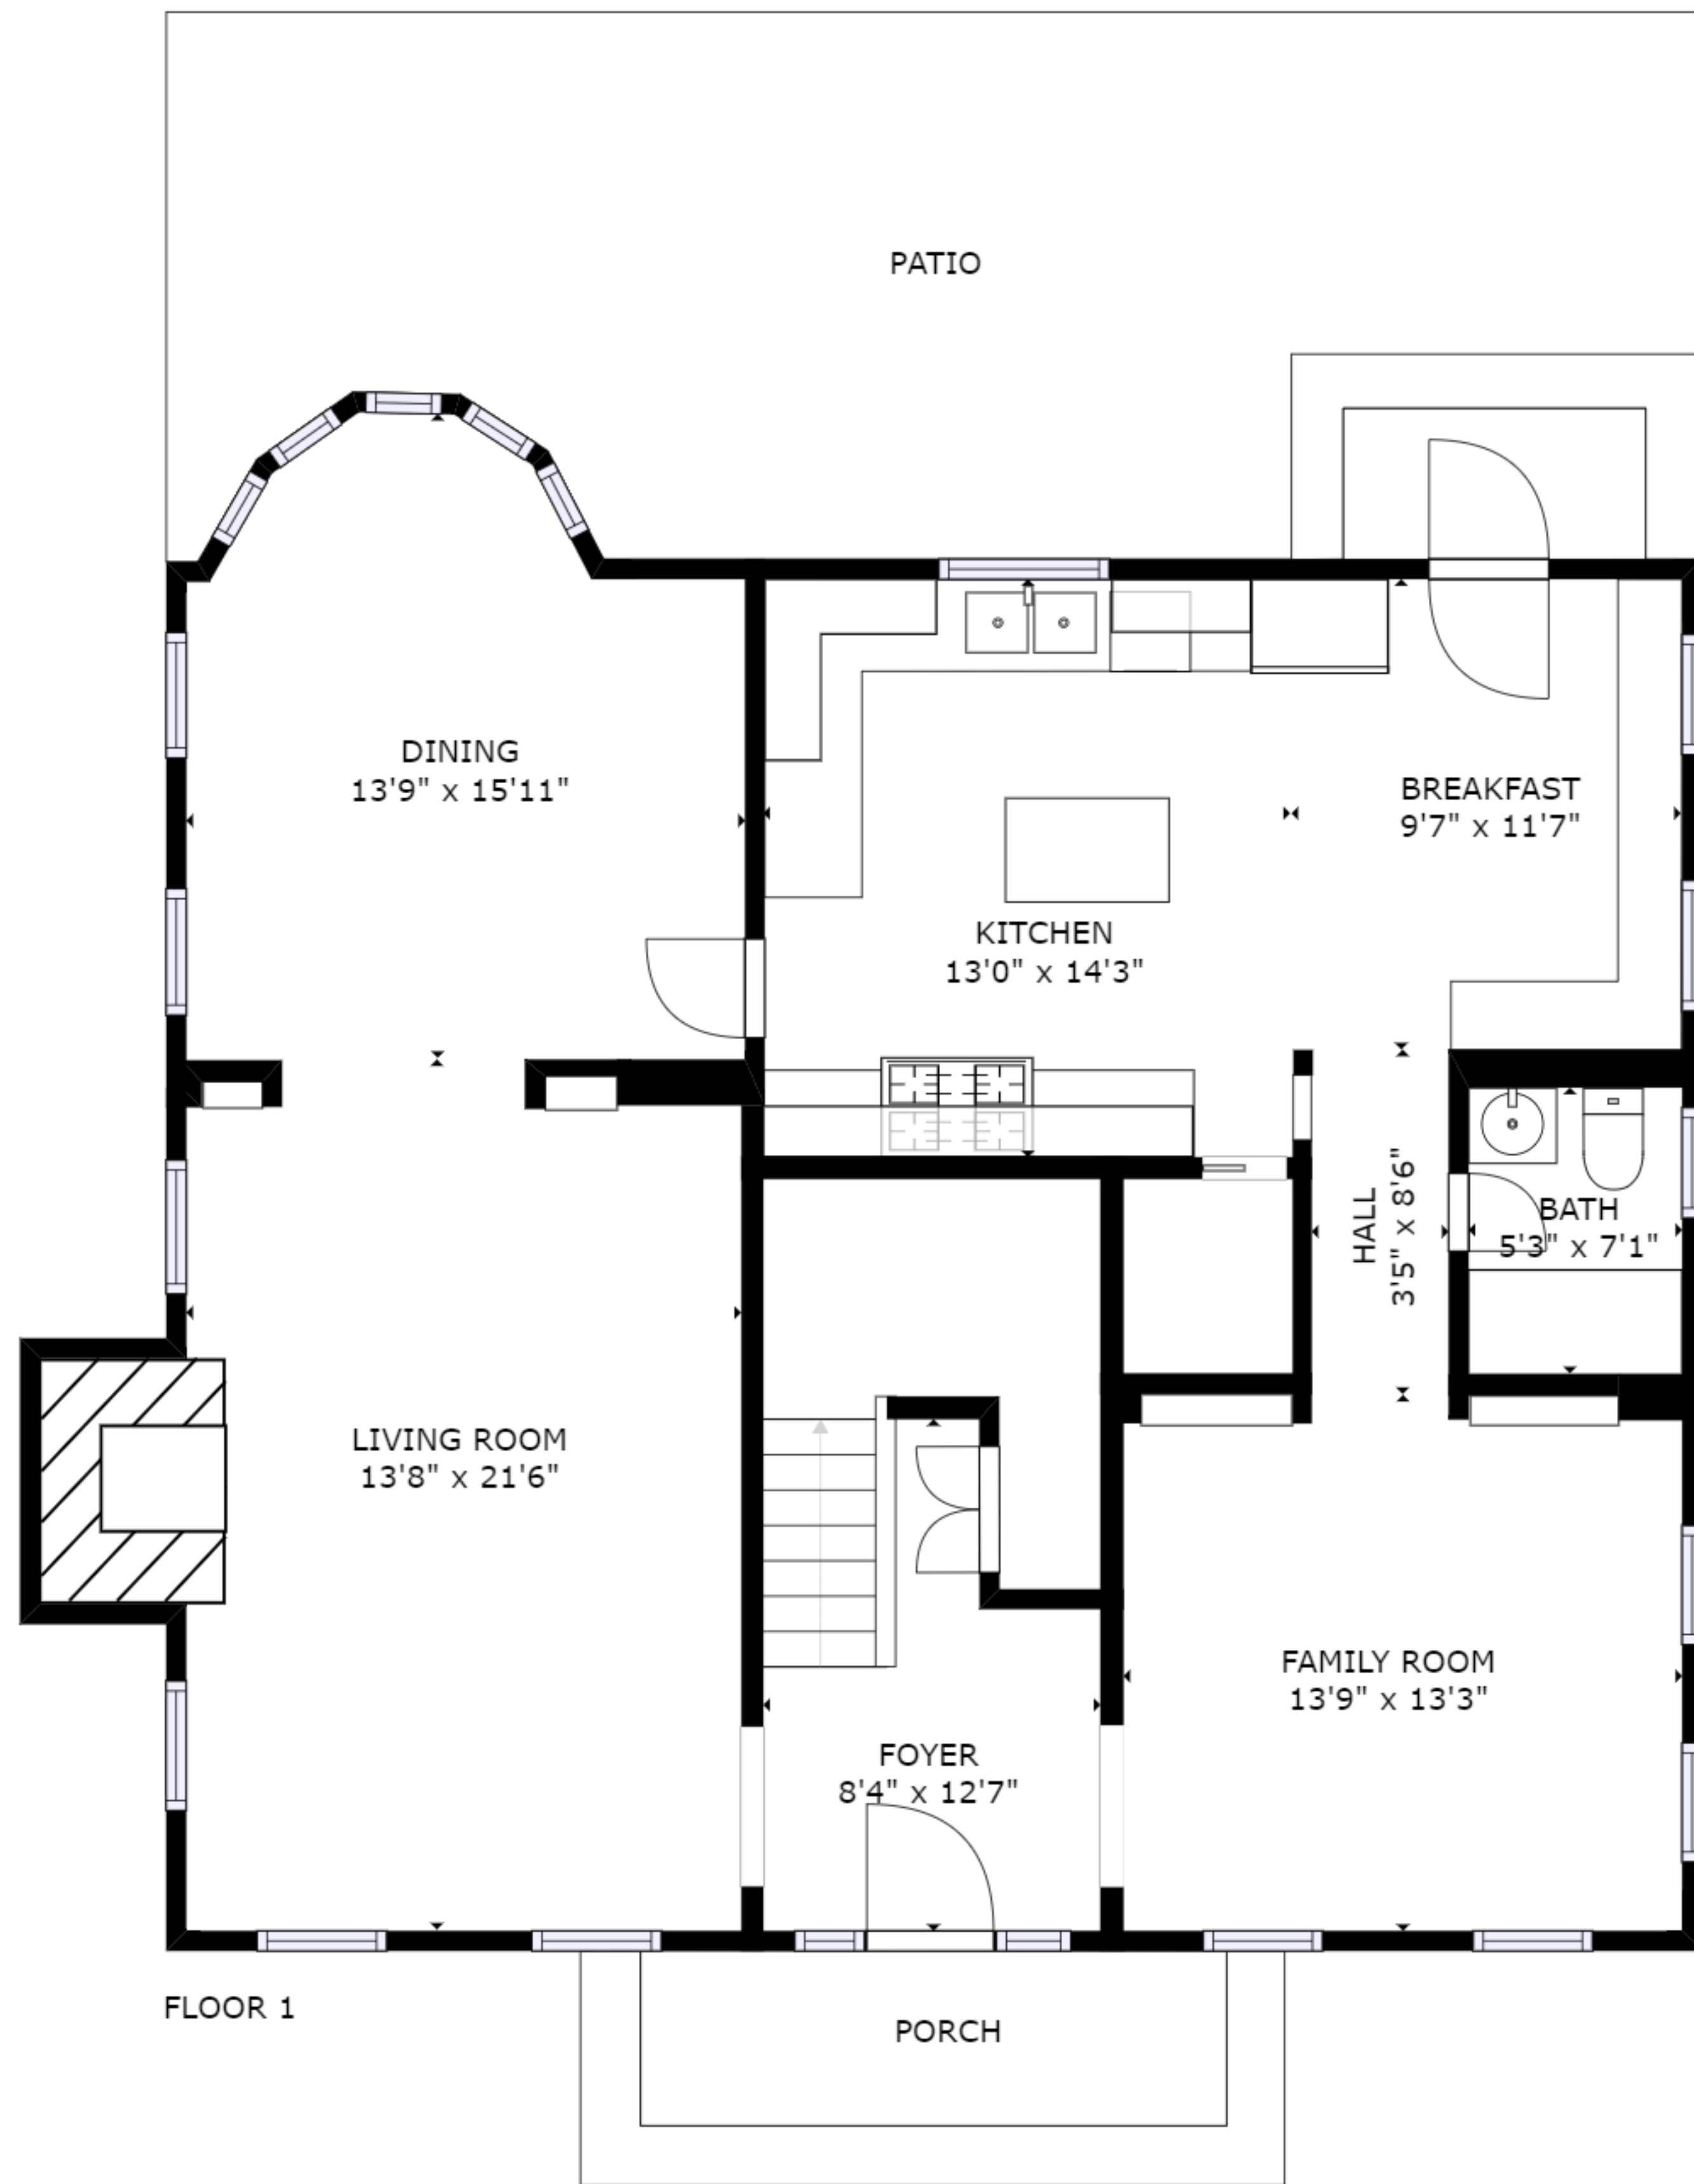 PATIO
DINING
13'9" x 15'11"
BREAKFAST
9'7" x 11'7"
KITCHEN
13'0" x 14'3"
HALL
3'5" x 8'6"
BATH
5'3" x 7'1"
LIVING ROOM
13'8" x 21'6"
FAMILY ROOM
13'9" x 13'3"
FOYER
8'4" x 12'7"
FLOOR 1
PORCH